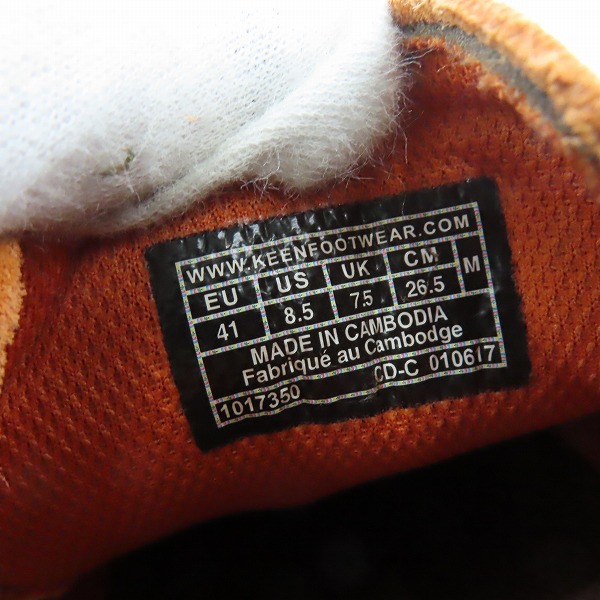 WWW.KEENFOOTWEAR.COM
EU US UK CM M
41 8.5 7.5 26.5
MADE IN CAMBODIA
Fabriqué au Cambodge
1017350 CD-C 010617